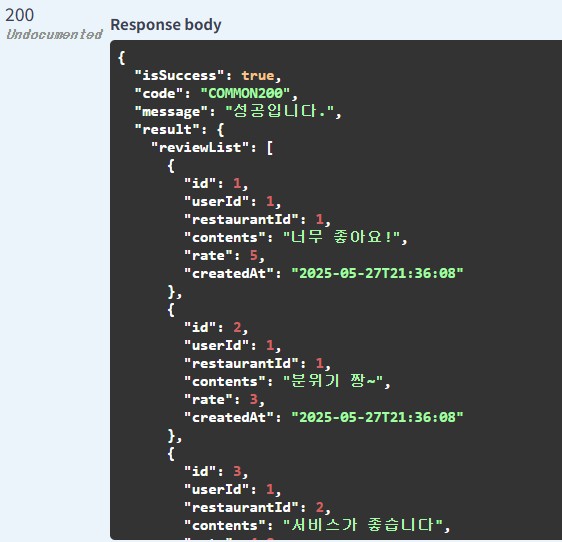 200
Undocumented
Response body
{
"isSuccess": true,
"code": "COMMON200",
"message": "성공입니다.",
"result": {
"reviewList": [
{
"id": 1,
"userId": 1,
"restaurantId": 1,
"contents": "너무 좋아요!",
"rate": 5,
"createdAt": "2025-05-27T21:36:08"
},
{
"id": 2,
"userId": 1,
"restaurantId": 1,
"contents": "분위기 짱~",
"rate": 3,
"createdAt": "2025-05-27T21:36:08"
},
{
"id": 3,
"userId": 1,
"restaurantId": 2,
"contents": "서비스가 좋습니다",